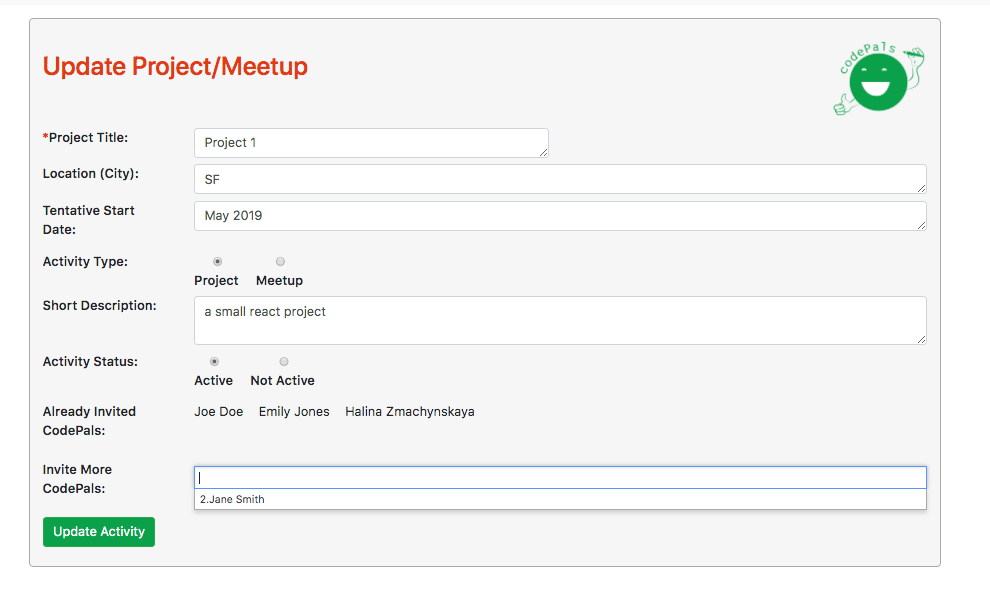 Update Project/Meetup
codePals
*Project Title:
Project 1
Location (City):
SF
Tentative Start
Date:
May 2019
Activity Type:
Project Meetup
Short Description:
a small react project
Activity Status:
Active Not Active
Already Invited
CodePals:
Joe Doe Emily Jones Halina Zmachynskaya
Invite More
CodePals:
2.Jane Smith
Update Activity